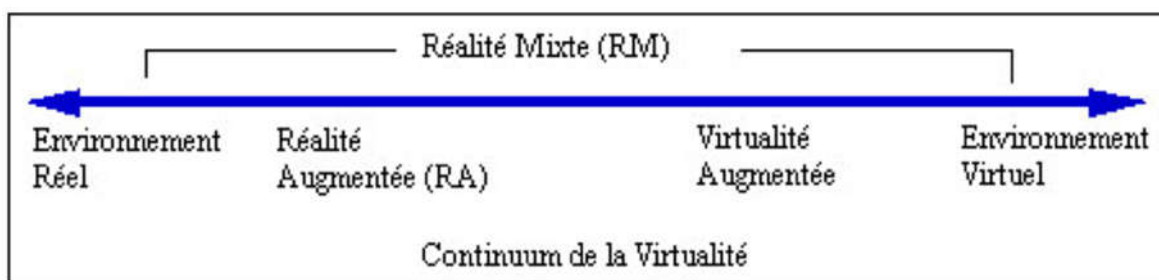 Réalité Mixte (RM)
Environnement Réalité Virtualité Environnement
Réel Augmentée (RA) Augmentée Virtuel
Continuum de la Virtualité